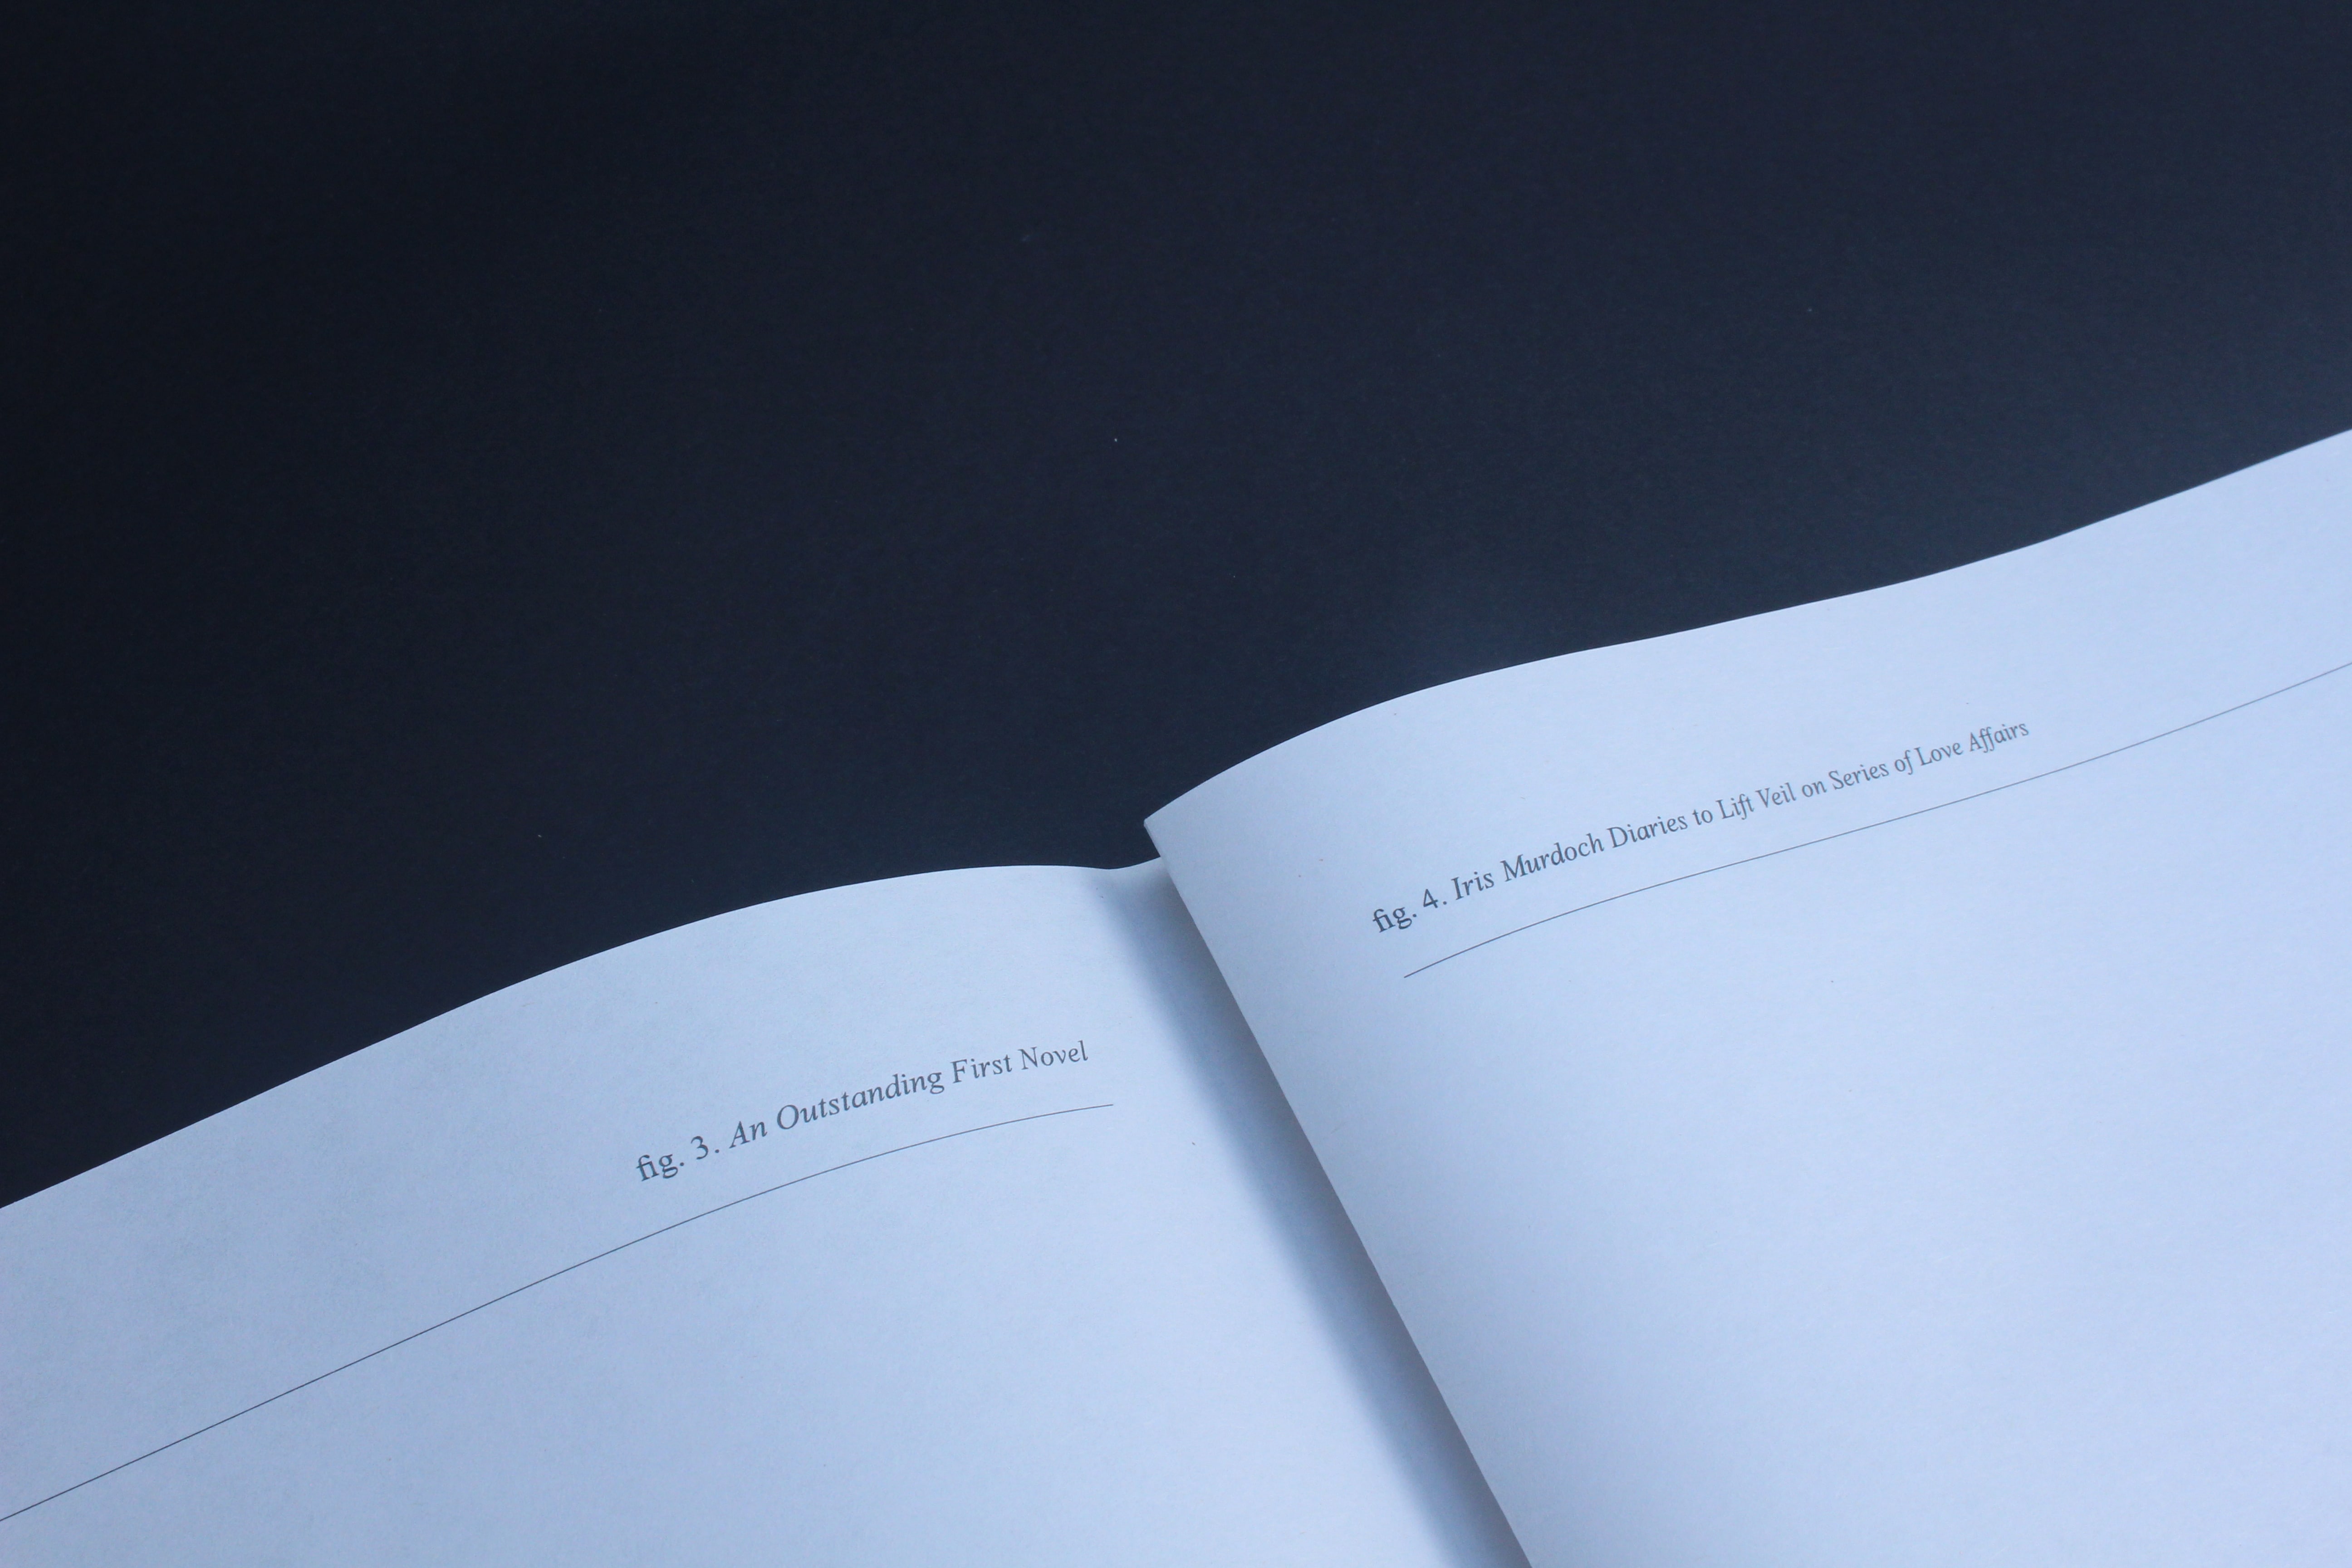 fig. 3. An Outstanding First Novel
fig. 4. Iris Murdoch Diaries to Lift Veil on Series of Love Affairs